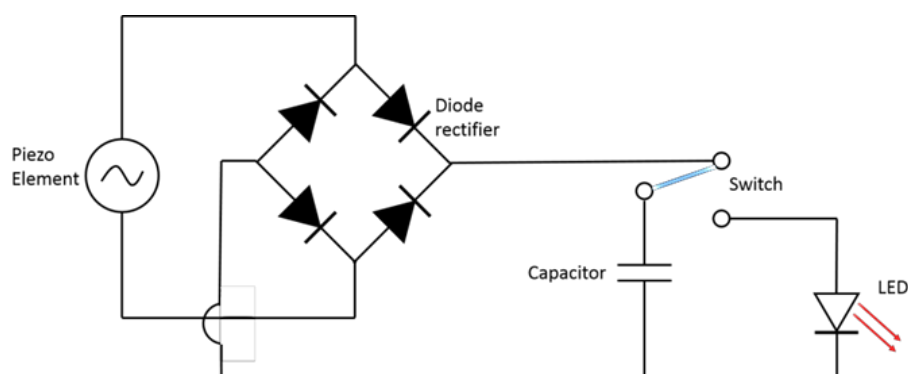 Diode
rectifier
Piezo
Element
Switch
Capacitor
LED